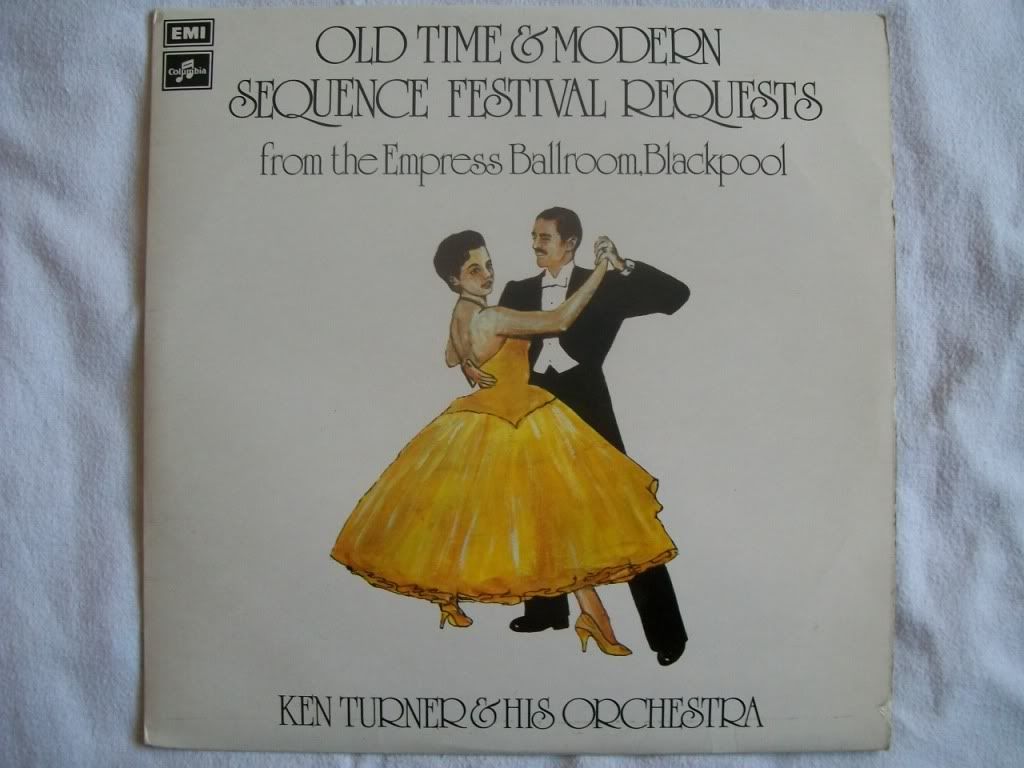 EMI
Columbia
OLD TIME & MODERN
SEQUENCE FESTIVAL REQUESTS
from the Empress Ballroom, Blackpool
KEN TURNER & HIS ORCHESTRA